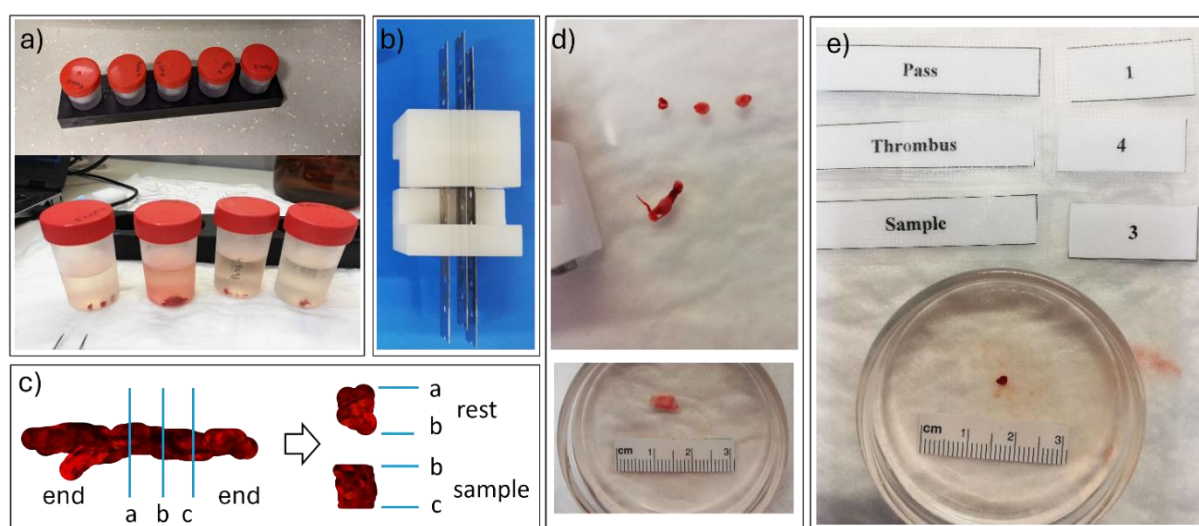 a)
b)
c)
end
end
a b c
a
rest
b
b
sample
c
d)
cm 1 2 3
e)
Pass 1
Thrombus 4
Sample 3
cm 1 2 3